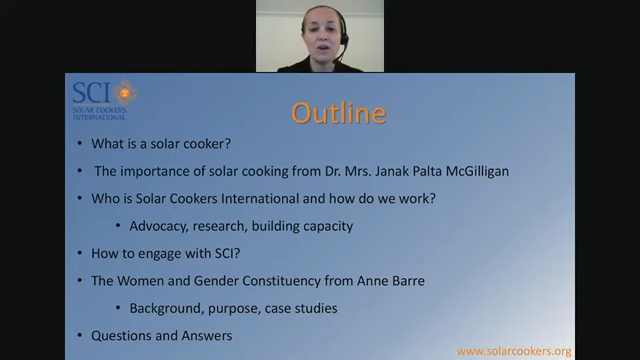 SCI
SOLAR COOKERS
INTERNATIONAL
Outline
• What is a solar cooker?
• The importance of solar cooking from Dr. Mrs. Janak Palta McGilligan
• Who is Solar Cookers International and how do we work?
• Advocacy, research, building capacity
• How to engage with SCI?
• The Women and Gender Constituency from Anne Barre
• Background, purpose, case studies
• Questions and Answers
www.solarcookers.org